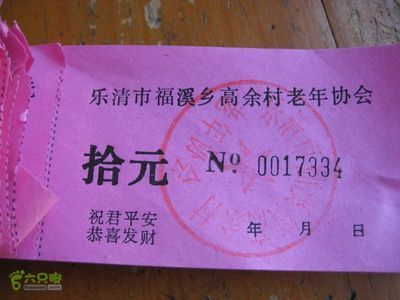 乐清市福溪乡高余村老年协会
拾元 No. 0017334
祝君平安
恭喜发财
年 月 日
六只脚